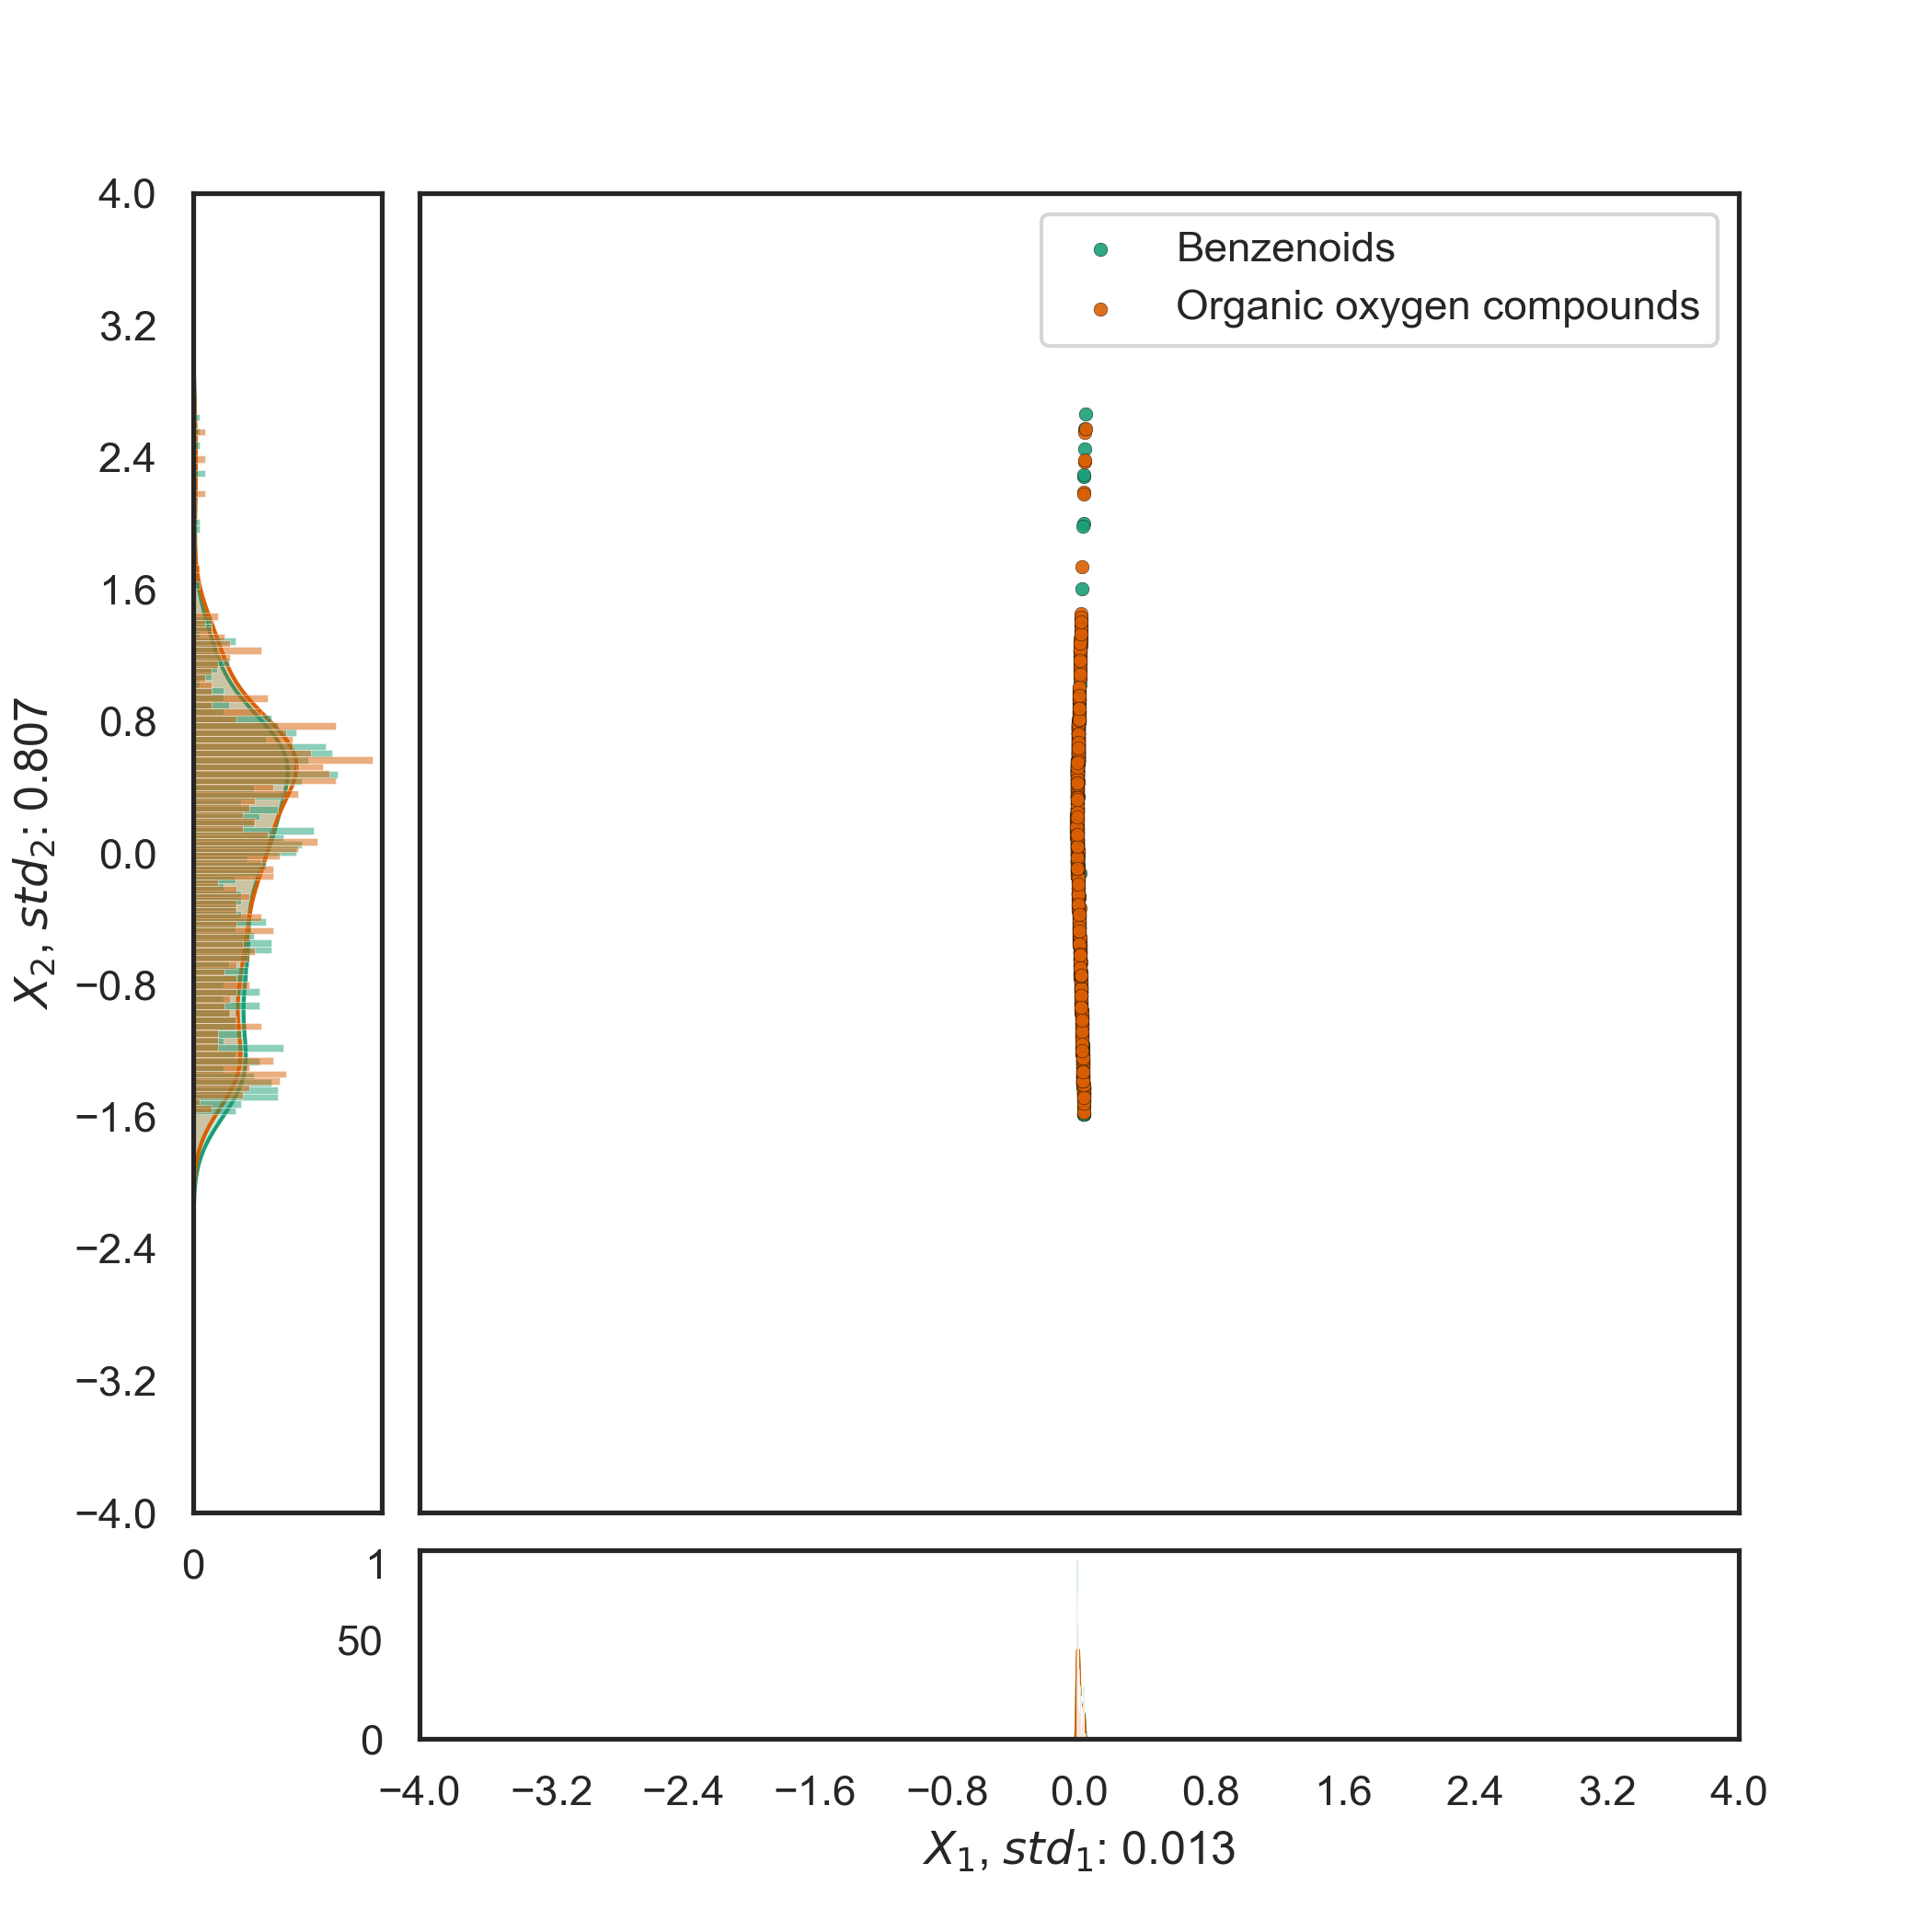 4.0
3.2
2.4
1.6
0.8
0.0
−0.8
−1.6
−2.4
−3.2
−4.0
X₂, std₂: 0.807
Benzenoids
Organic oxygen compounds
0 1
50
0
−4.0 −3.2 −2.4 −1.6 −0.8 0.0 0.8 1.6 2.4 3.2 4.0
X₁, std₁: 0.013